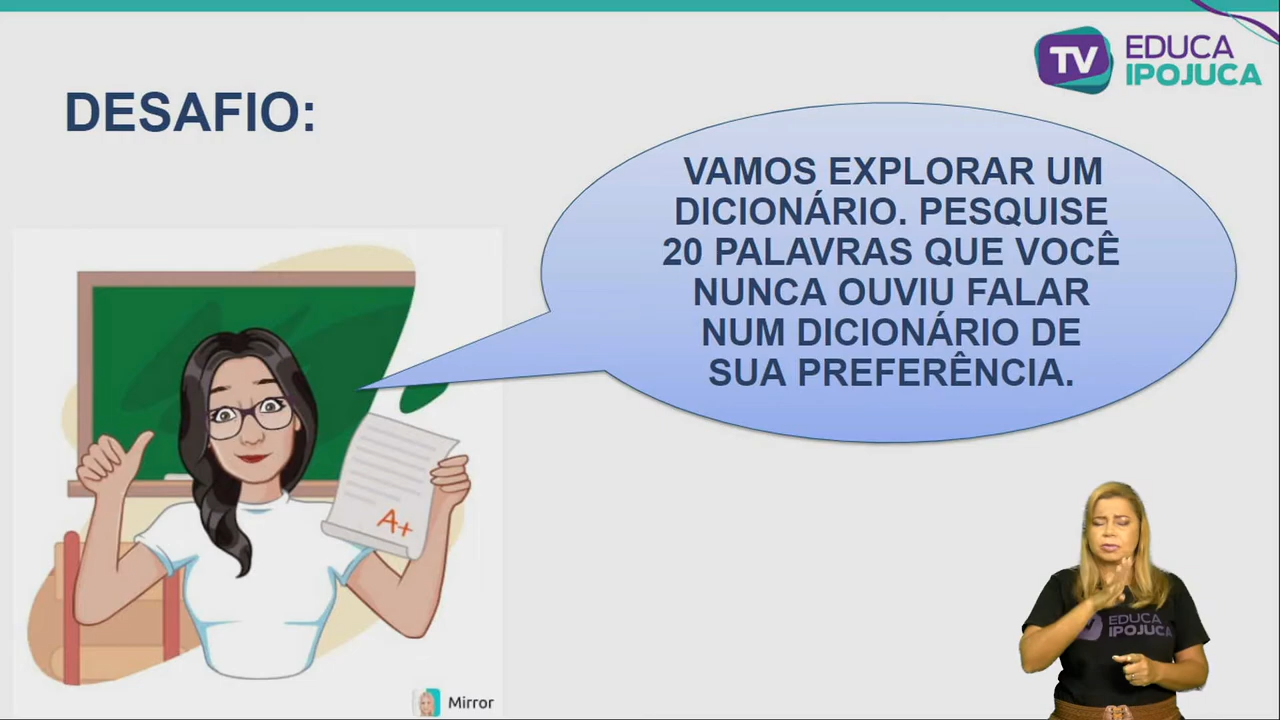 TV EDUCA
IPOJUCA
DESAFIO:
VAMOS EXPLORAR UM
DICIONÁRIO. PESQUISE
20 PALAVRAS QUE VOCÊ
NUNCA OUVIU FALAR
NUM DICIONÁRIO DE
SUA PREFERÊNCIA.
A+
EDUCA
IPOJUCA
Mirror